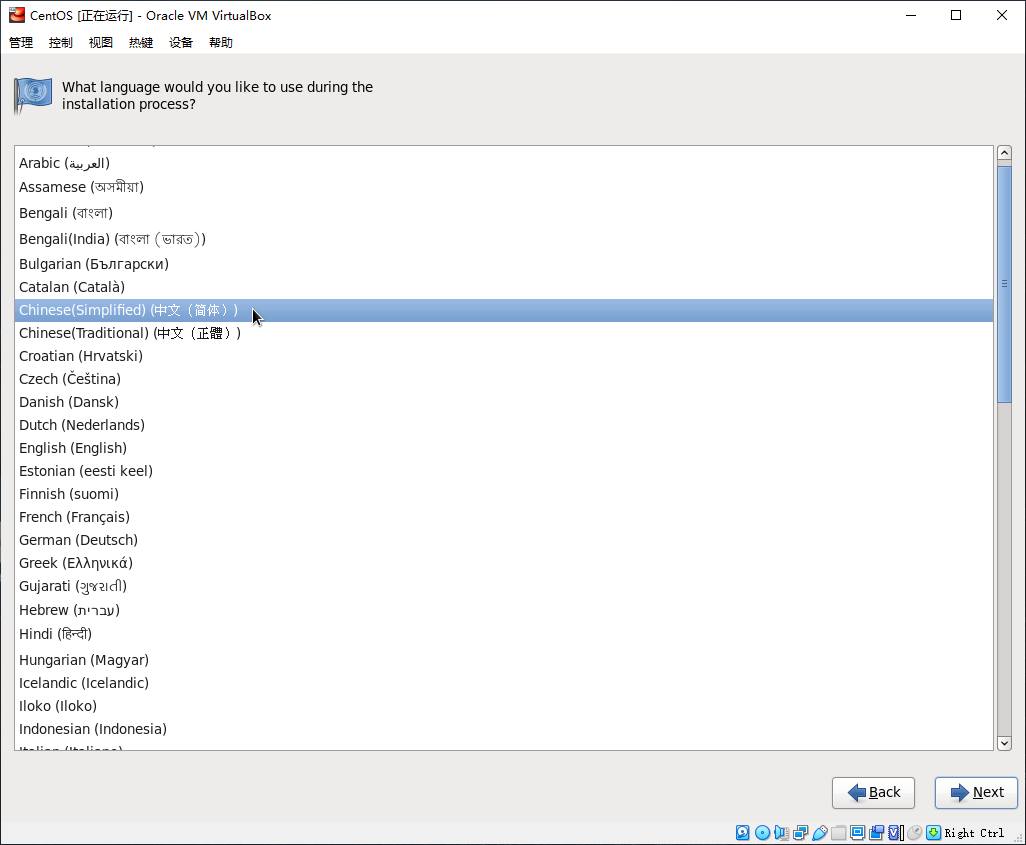 CentOS [正在运行] - Oracle VM VirtualBox
管理 控制 视图 热键 设备 帮助
What language would you like to use during the
installation process?
Arabic (العربية)
Assamese (অসমীয়া)
Bengali (বাংলা)
Bengali(India) (বাংলা (ভারত))
Bulgarian (Български)
Catalan (Català)
Chinese(Simplified) (中文（简体）)
Chinese(Traditional) (中文（正體）)
Croatian (Hrvatski)
Czech (Čeština)
Danish (Dansk)
Dutch (Nederlands)
English (English)
Estonian (eesti keel)
Finnish (suomi)
French (Français)
German (Deutsch)
Greek (Ελληνικά)
Gujarati (ગુજરાતી)
Hebrew (עברית)
Hindi (हिन्दी)
Hungarian (Magyar)
Icelandic (Icelandic)
Iloko (Iloko)
Indonesian (Indonesia)
Italian (Italiano)
Back Next
Right Ctrl